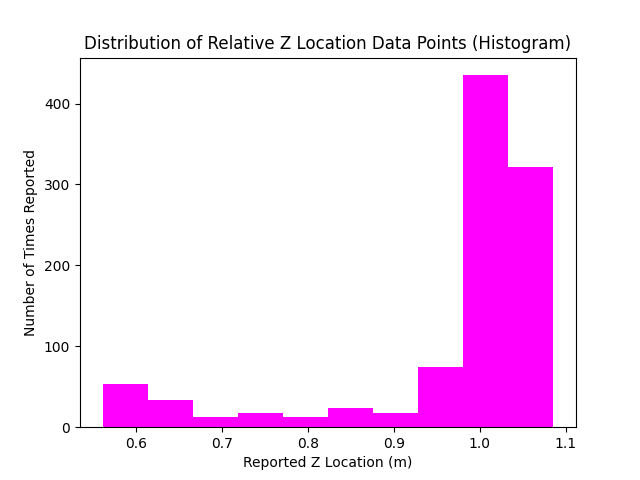 Distribution of Relative Z Location Data Points (Histogram)
Number of Times Reported
400
300
200
100
0
0.6 0.7 0.8 0.9 1.0 1.1
Reported Z Location (m)